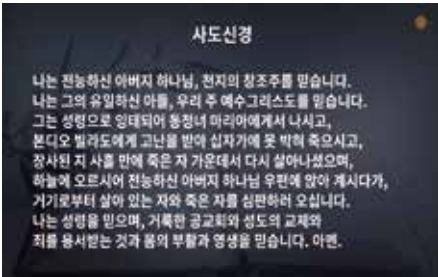 사도신경
나는 전능하신 아버지 하나님, 천지의 창조주를 믿습니다.
나는 그의 유일하신 아들, 우리 주 예수그리스도를 믿습니다.
그는 성령으로 잉태되어 동정녀 마리아에게서 나시고,
본디오 빌라도에게 고난을 받아 십자가에 못 박혀 죽으시고,
장사된 지 사흘 만에 죽은 자 가운데서 다시 살아나셨으며,
하늘에 오르시어 전능하신 아버지 하나님 우편에 앉아 계시다가,
거기로부터 살아 있는 자와 죽은 자를 심판하러 오십니다.
나는 성령을 믿으며, 거룩한 공교회와 성도의 교제와
죄를 용서받는 것과 몸의 부활과 영생을 믿습니다. 아멘.